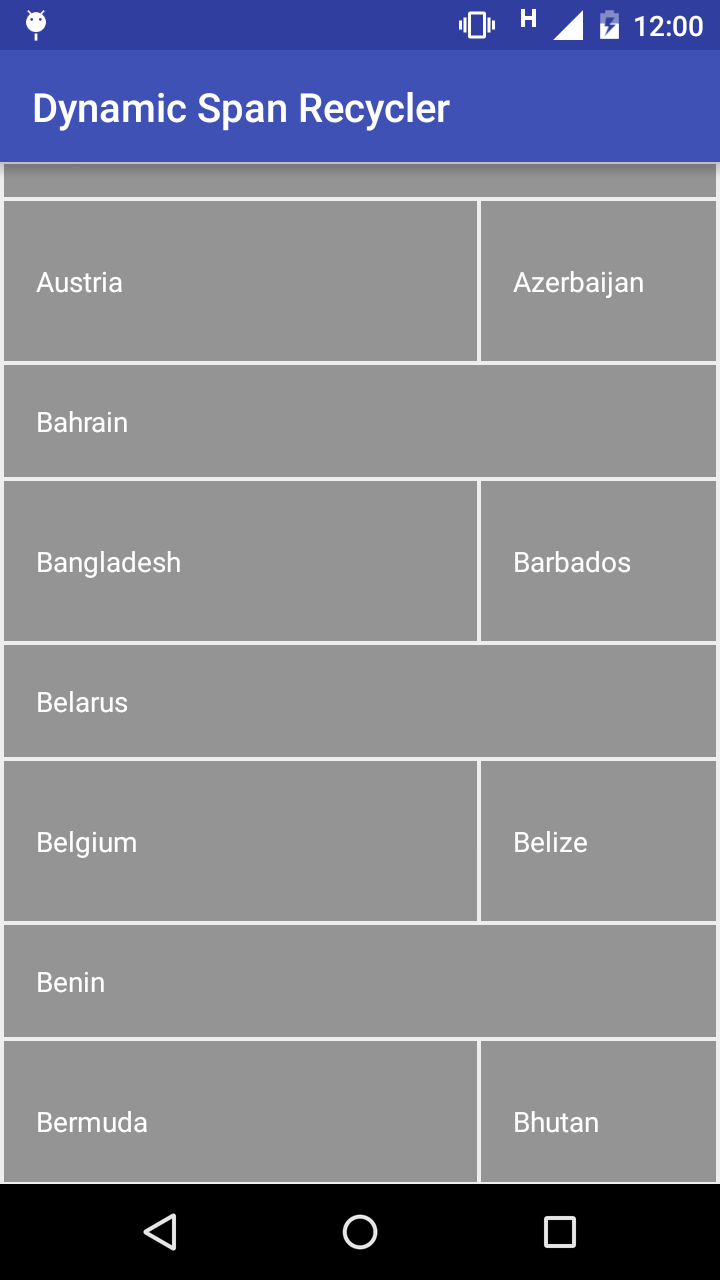 H 12:00
Dynamic Span Recycler
Austria Azerbaijan
Bahrain
Bangladesh Barbados
Belarus
Belgium Belize
Benin
Bermuda Bhutan